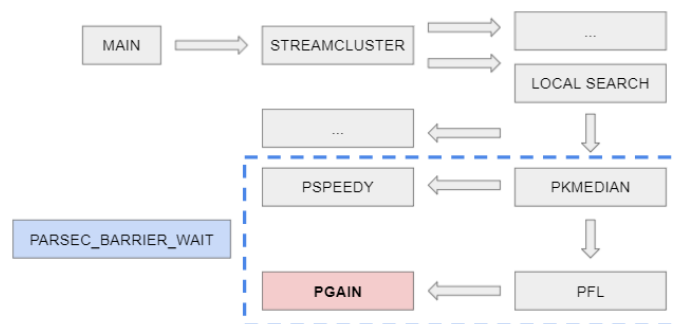 MAIN
STREAMCLUSTER
...
LOCAL SEARCH
...
PSPEEDY
PKMEDIAN
PARSEC_BARRIER_WAIT
PGAIN
PFL